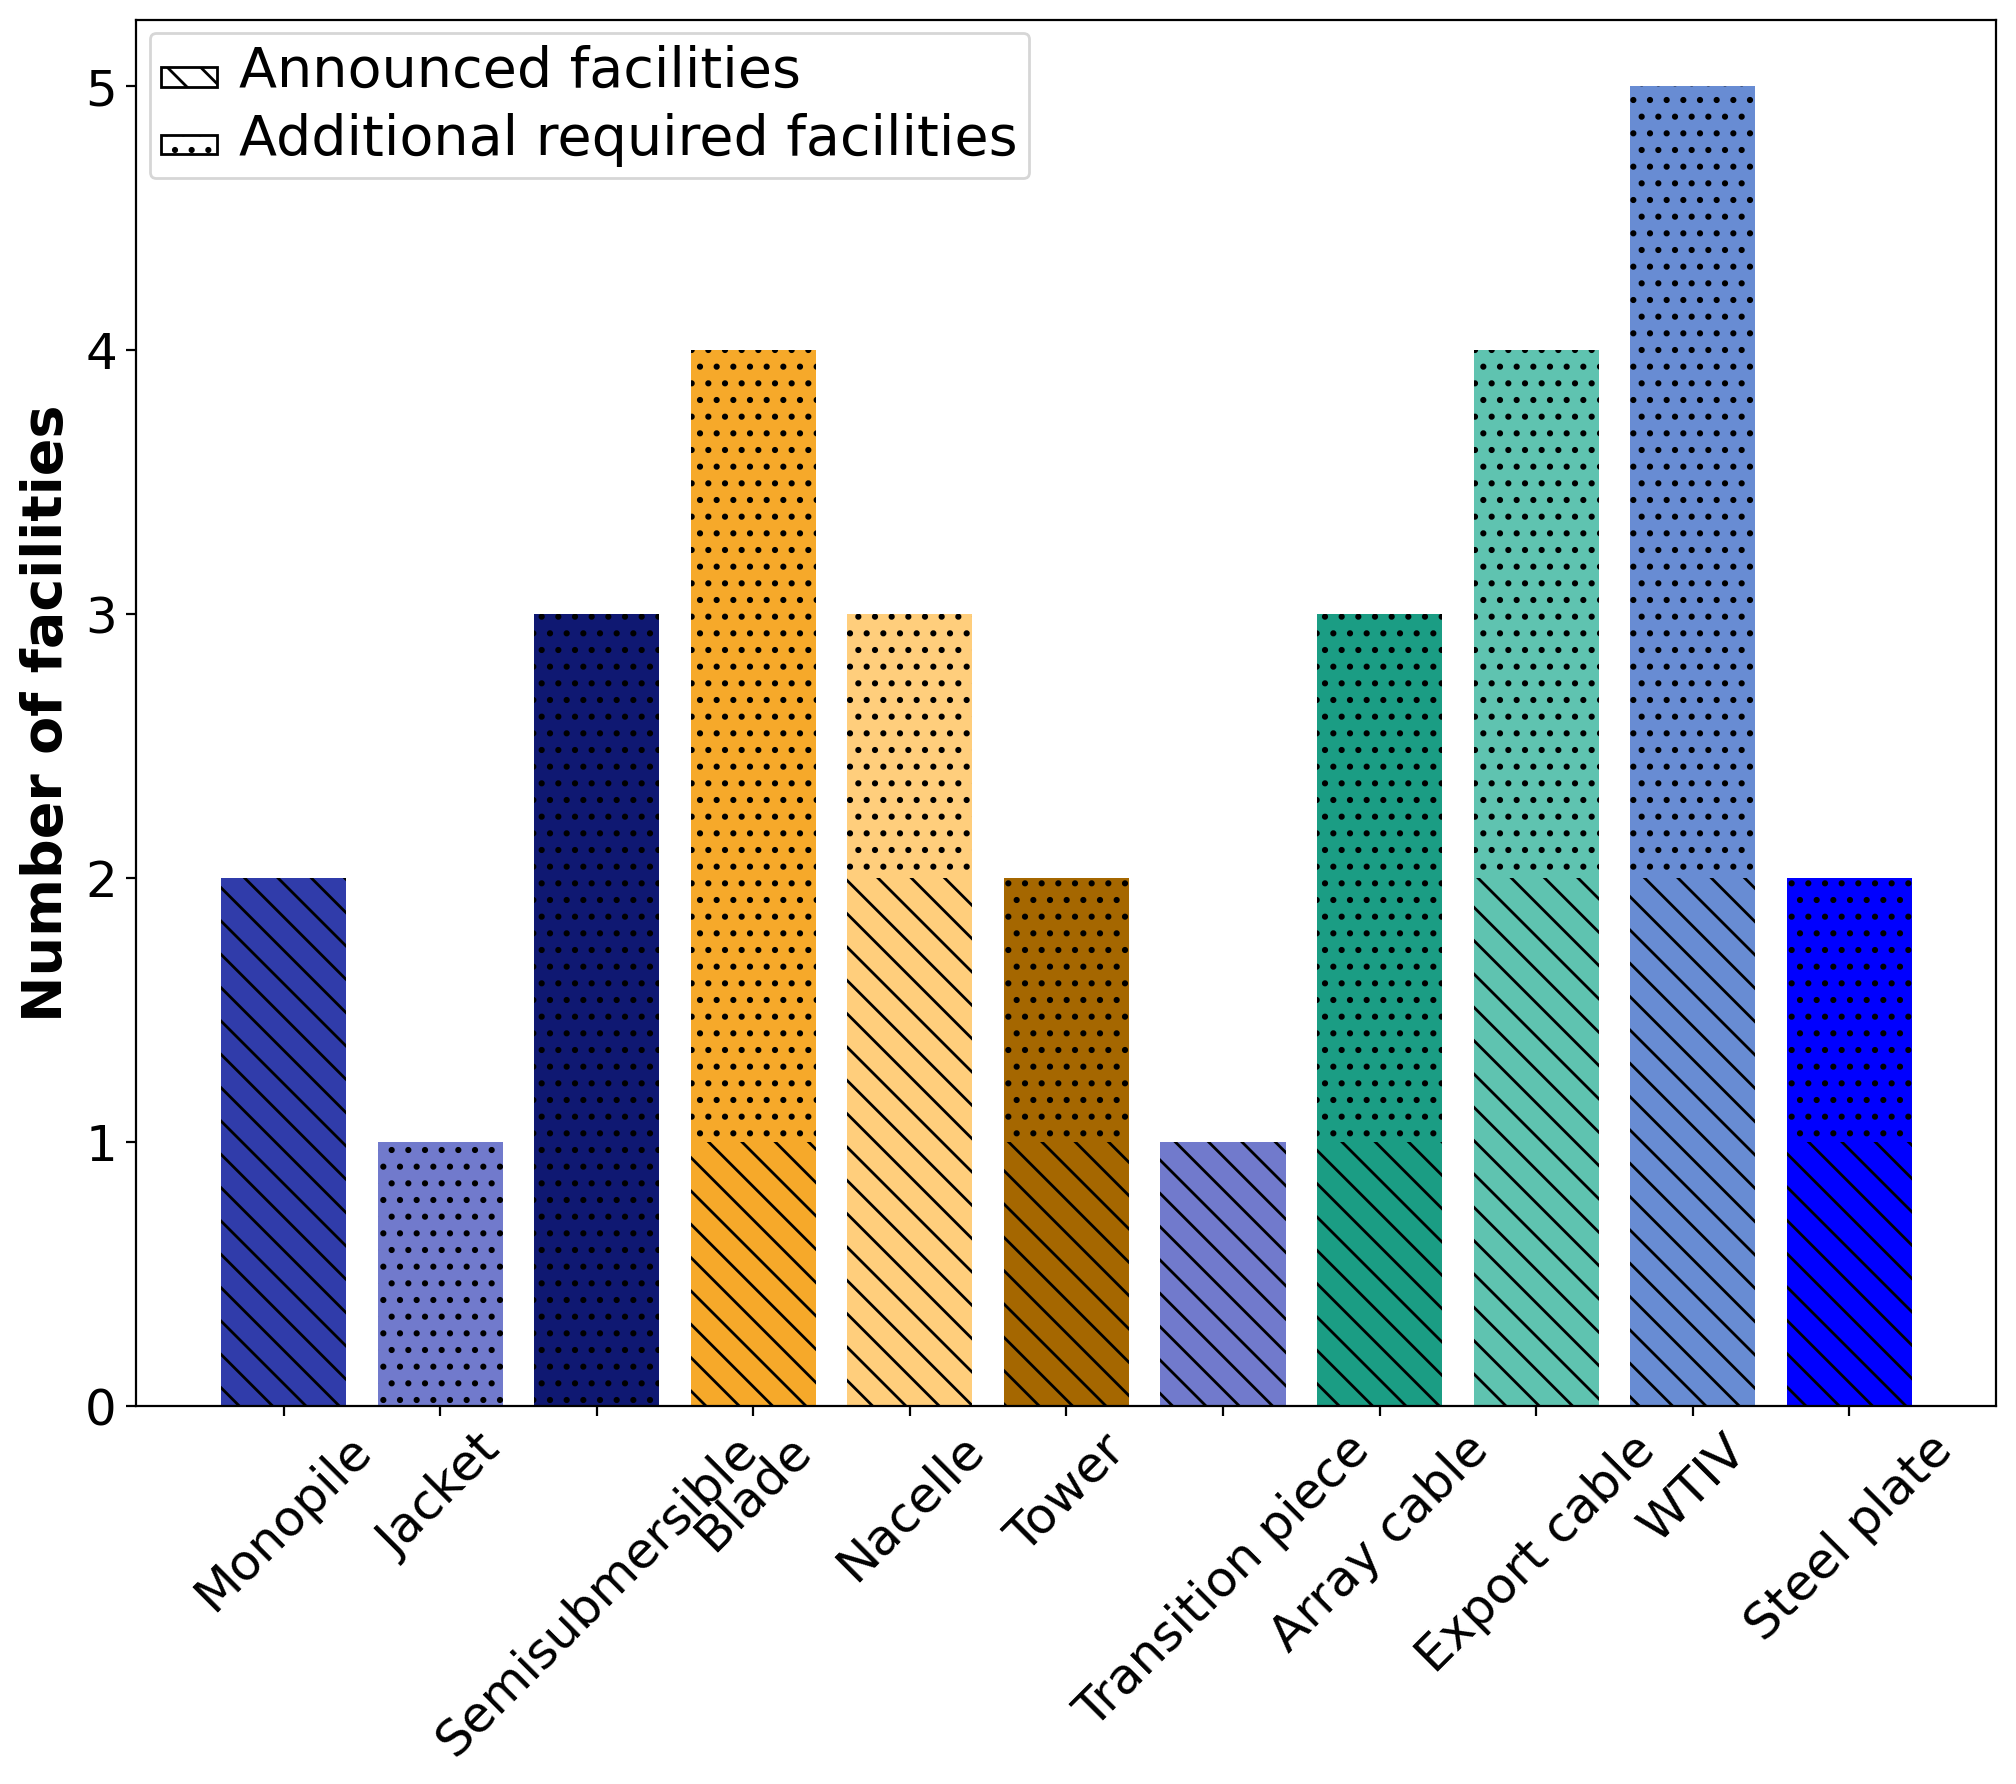 Announced facilities
Additional required facilities
Number of facilities
5
4
3
2
1
0
Monopile
Jacket
Semisubmersible
Blade
Nacelle
Tower
Transition piece
Array cable
Export cable
WTIV
Steel plate